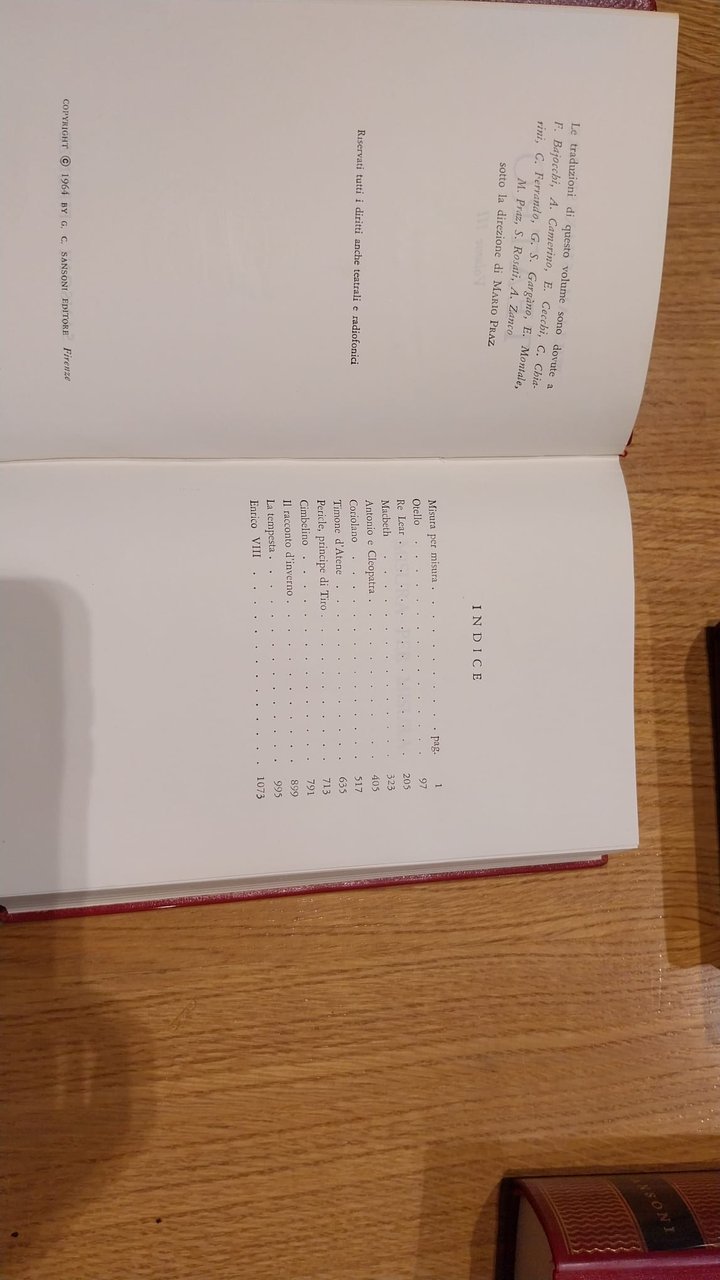 Le traduzioni di questo volume sono dovute a
F. Bajocchi, A. Camerino, E. Cecchi, C. Chia-
rini, C. Ferrando, G. S. Gargàno, E. Montale,
M. Praz, S. Rosati, A. Zanco
sotto la direzione di MARIO PRAZ
Riservati tutti i diritti anche teatrali e radiofonici
COPYRIGHT © 1964 BY G. C. SANSONI EDITORE Firenze
INDICE
Misura per misura . . . . . . . . . . pag. 1
Otello . . . . . . . . . . . . 97
Re Lear . . . . . . . . . . . . 205
Macbeth . . . . . . . . . . . 323
Antonio e Cleopatra . . . . . . . . . 405
Coriolano . . . . . . . . . . . 517
Timone d'Atene . . . . . . . . . . 635
Pericle, principe di Tiro . . . . . . . . 713
Cimbelino . . . . . . . . . . . 791
Il racconto d'inverno . . . . . . . . . 899
La tempesta . . . . . . . . . . . 995
Enrico VIII . . . . . . . . . . . 1073
ANSONI